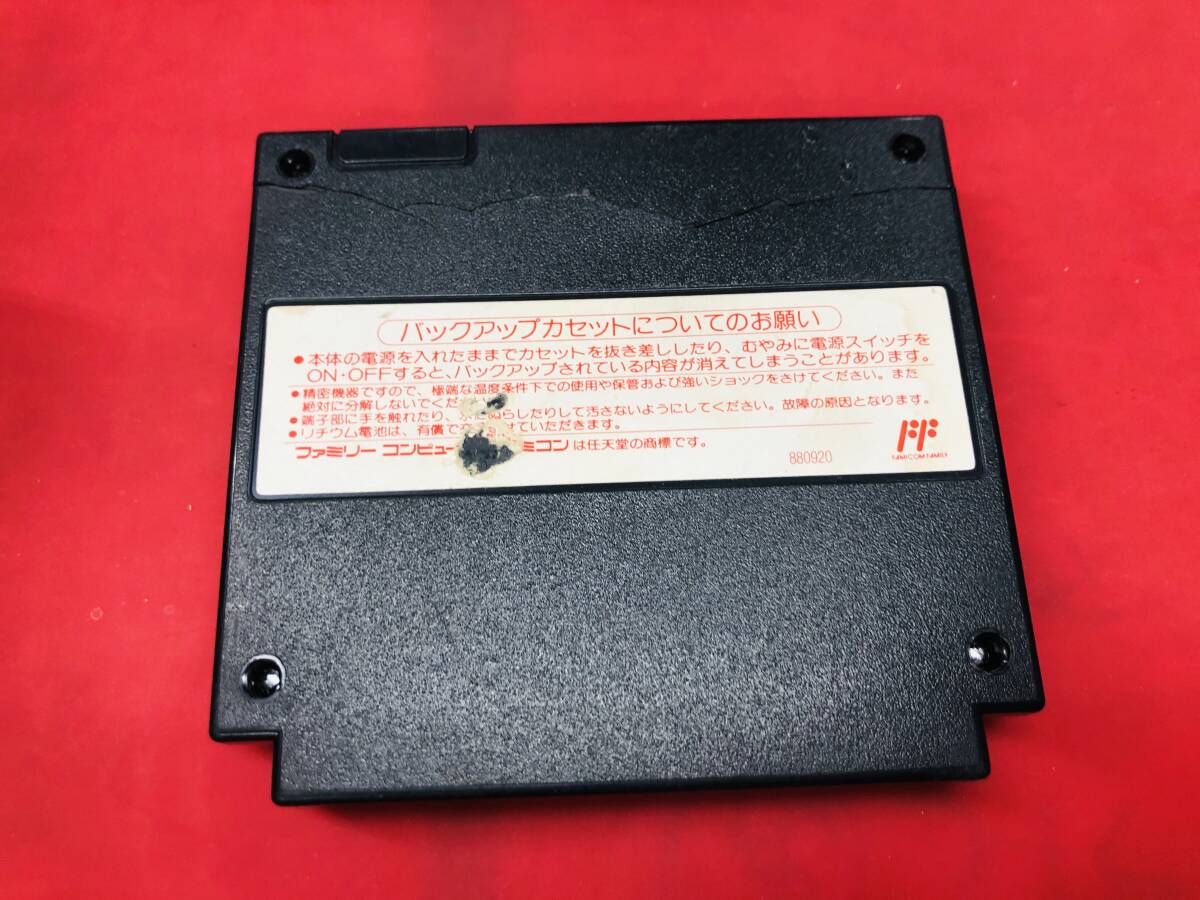 バックアップカセットについてのお願い
●本体の電源を入れたままでカセットを抜き差ししたり、むやみに電源スイッチを
ON・OFFすると、バックアップされている内容が消えてしまうことがあります。
●精密機器ですので、極端な温度条件下での使用や保管および強いショックをさけてください。また
絶対に分解しないでくだ
●端子部に手を触れたり、 ぬらしたりして汚さないようにしてください。故障の原因となります。
●リチウム電池は、有償で けていただきます。
ファミリー コンピュー ミコン は任天堂の商標です。
880920
FAMICOM FAMILY